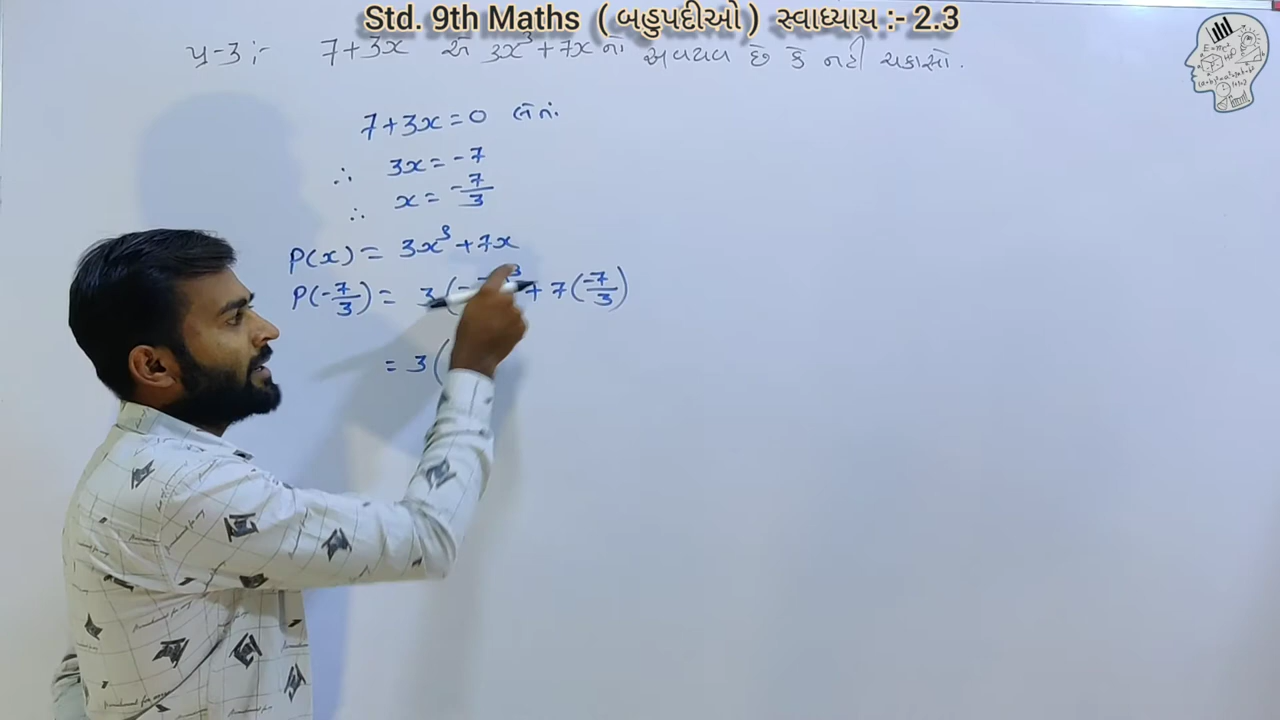 Std. 9th Maths ( બહુપદીઓ ) સ્વાધ્યાય :- 2.3
પ્ર-3 :- 7+3x એ 3x³+7x નો અવયવ છે કે નહી ચકાસો.
7+3x=0 લેતાં.
∴ 3x = -7
∴ x = -7/3
P(x) = 3x³+7x
P(-7/3) = 3( ³+ 7(-7/3)
= 3(